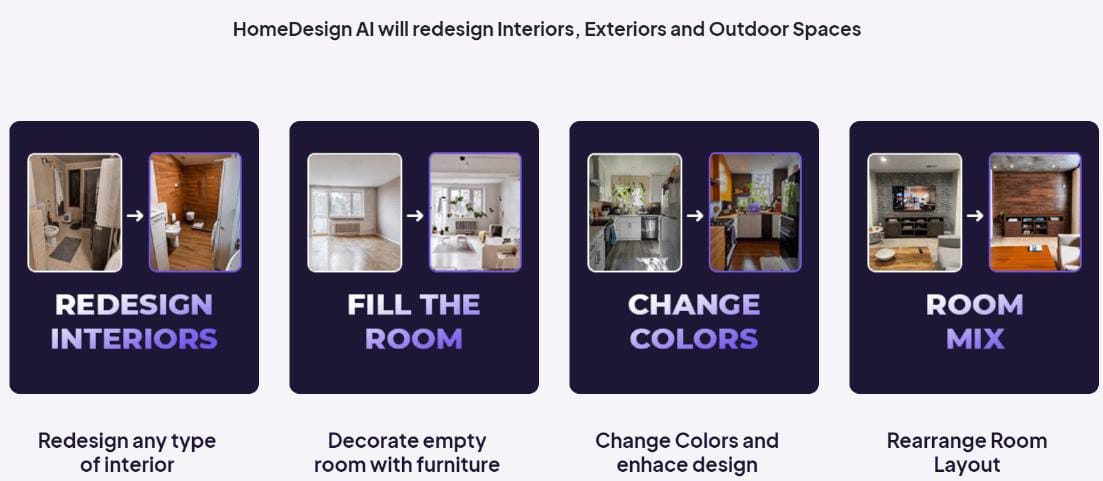 HomeDesign AI will redesign Interiors, Exteriors and Outdoor Spaces
REDESIGN
INTERIORS
FILL THE
ROOM
CHANGE
COLORS
ROOM
MIX
Redesign any type
of interior
Decorate empty
room with furniture
Change Colors and
enhace design
Rearrange Room
Layout